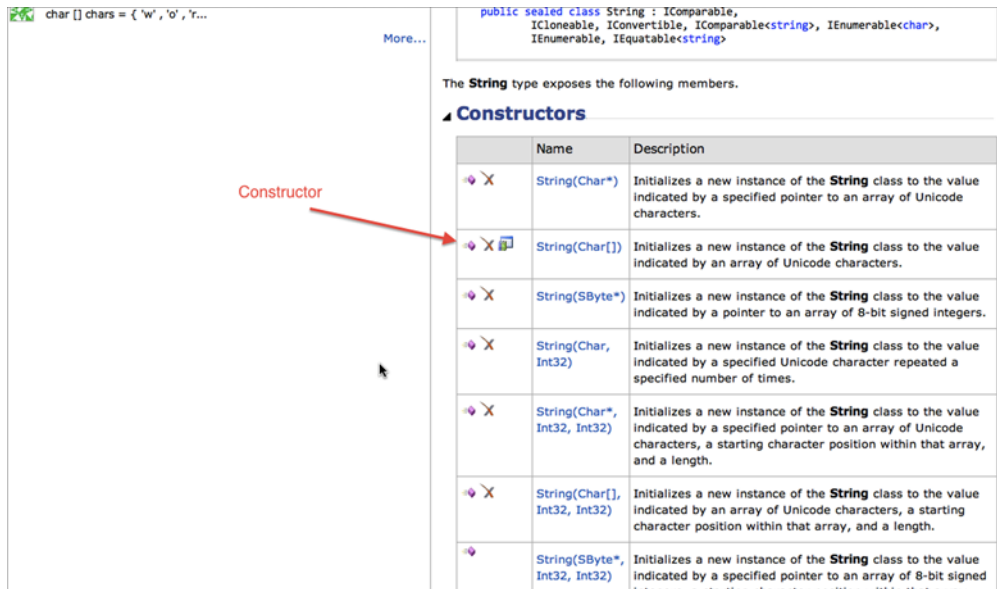 char [] chars = { 'w' , 'o' , 'r...
More...
public sealed class String : IComparable,
ICloneable, IConvertible, IComparable<string>, IEnumerable<char>,
IEnumerable, IEquatable<string>
The String type exposes the following members.
Constructors
Name Description
String(Char*) Initializes a new instance of the String class to the value
indicated by a specified pointer to an array of Unicode
characters.
Constructor
String(Char[]) Initializes a new instance of the String class to the value
indicated by an array of Unicode characters.
String(SByte*) Initializes a new instance of the String class to the value
indicated by a pointer to an array of 8-bit signed integers.
String(Char, Initializes a new instance of the String class to the value
Int32) indicated by a specified Unicode character repeated a
specified number of times.
String(Char*, Initializes a new instance of the String class to the value
Int32, Int32) indicated by a specified pointer to an array of Unicode
characters, a starting character position within that array,
and a length.
String(Char[], Initializes a new instance of the String class to the value
Int32, Int32) indicated by an array of Unicode characters, a starting
character position within that array, and a length.
String(SByte*, Initializes a new instance of the String class to the value
Int32, Int32) indicated by a specified pointer to an array of 8-bit signed